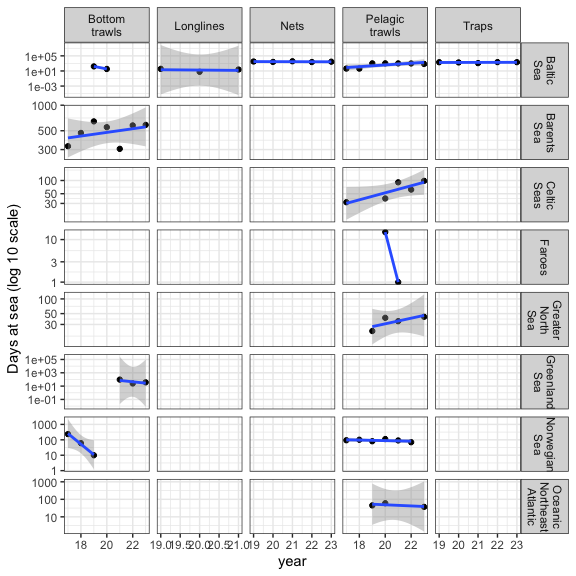 Bottom
trawls
Longlines
Nets
Pelagic
trawls
Traps
1e+05
1e+01
1e-03
Baltic
Sea
1000
500
300
Barents
Sea
100
50
30
Celtic
Seas
10
3
1
Faroes
100
50
30
Greater
North
Sea
1e+05
1e+03
1e+01
1e-01
Greenland
Sea
1000
100
10
1
Norwegian
Sea
1000
100
10
Oceanic
Northeast
Atlantic
Days at sea (log 10 scale)
18 20 22
19.0 19.5 20.0 20.5 21.0
19 20 21 22 23
18 20 22
19 20 21 22 23
year